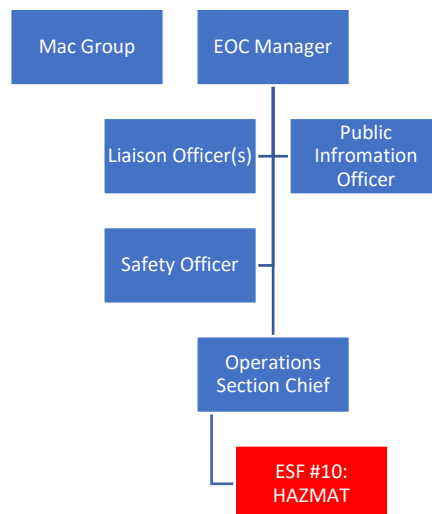 Mac Group
EOC Manager
Liaison Officer(s)
Public
Infromation
Officer
Safety Officer
Operations
Section Chief
ESF #10:
HAZMAT